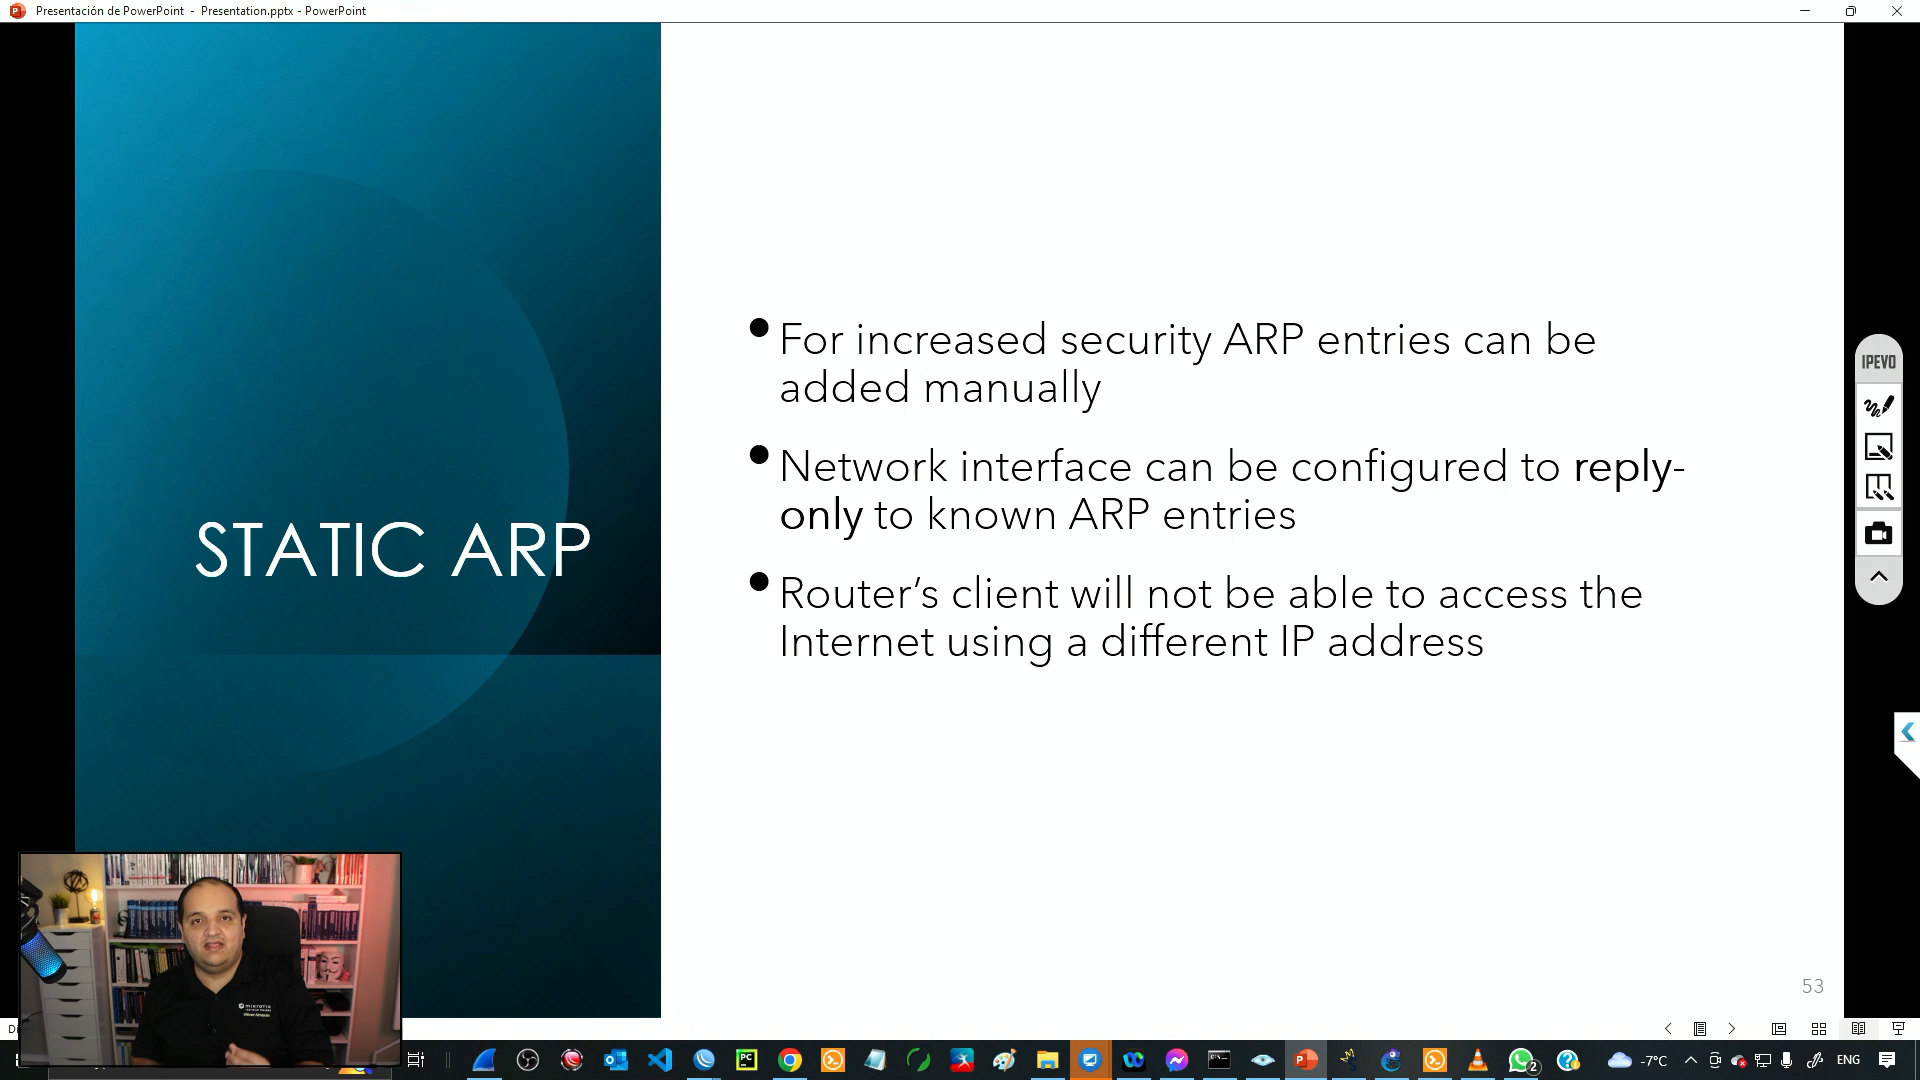 Presentación de PowerPoint - Presentation.pptx - PowerPoint
STATIC ARP
For increased security ARP entries can be
added manually
Network interface can be configured to reply-
only to known ARP entries
Router’s client will not be able to access the
Internet using a different IP address
53
IPEVO
mikrotik
-7°C
ENG
2